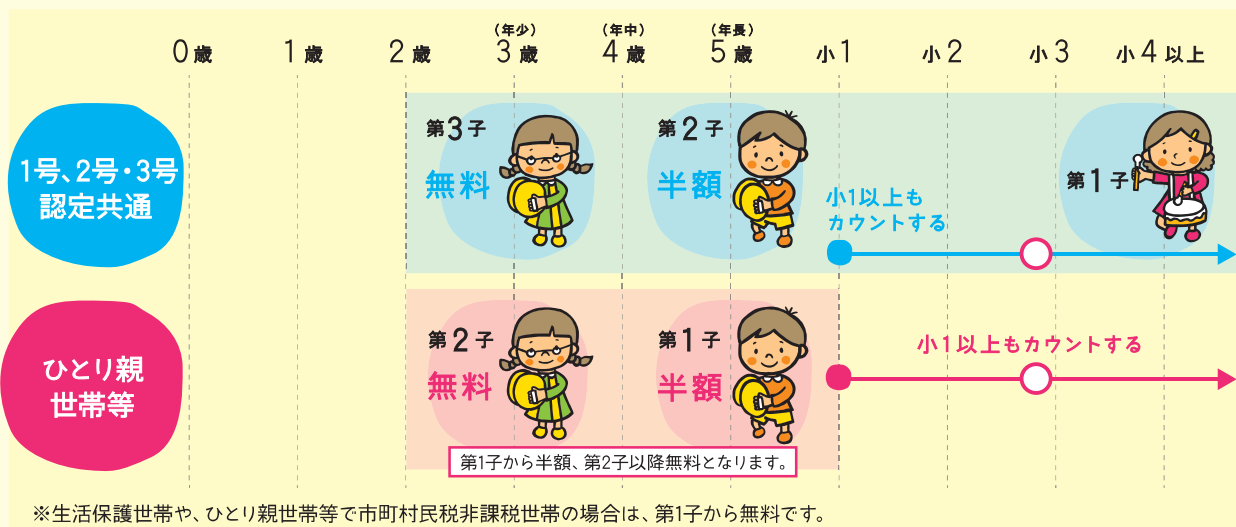 (年少) (年中) (年長)
0歳 1歳 2歳 3歳 4歳 5歳 小1 小2 小3 小4以上
1号、2号・3号
認定共通
第3子
無料
第2子
半額
小1以上も
カウントする
第1子
ひとり親
世帯等
第2子
無料
第1子
半額
小1以上もカウントする
第1子から半額、第2子以降無料となります。
※生活保護世帯や、ひとり親世帯等で市町村民税非課税世帯の場合は、第1子から無料です。